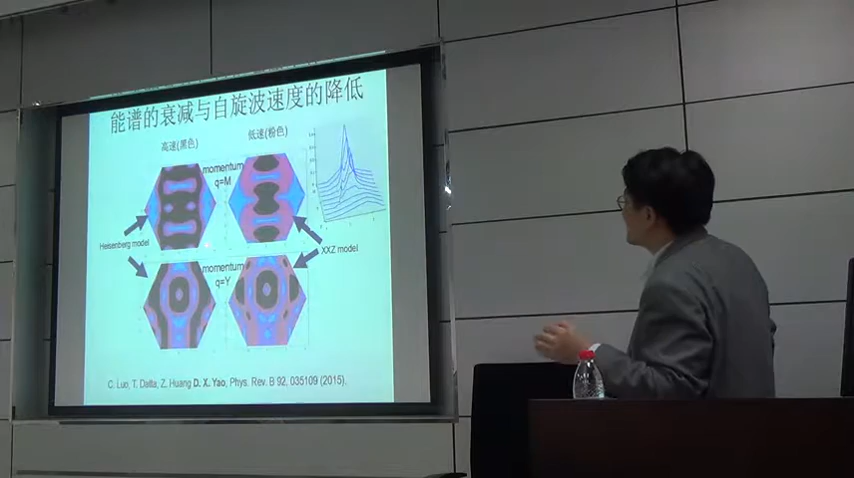 能谱的衰减与自旋波速度的降低
高速(黑色)
低速(粉色)
momentum
q=M
Heisenberg model
XXZ model
momentum
q=Y
C. Luo, T. Datta, Z. Huang D. X. Yao, Phys. Rev. B 92, 035109 (2015).